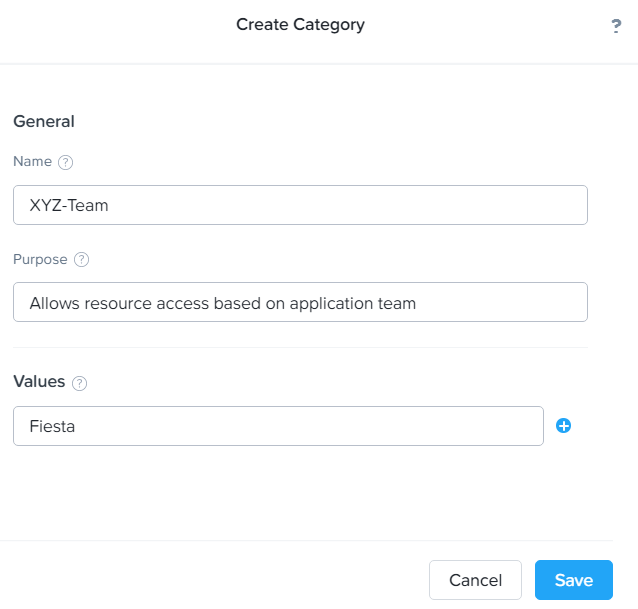 Create Category
?
General
Name ?
XYZ-Team
Purpose ?
Allows resource access based on application team
Values ?
Fiesta
Cancel Save